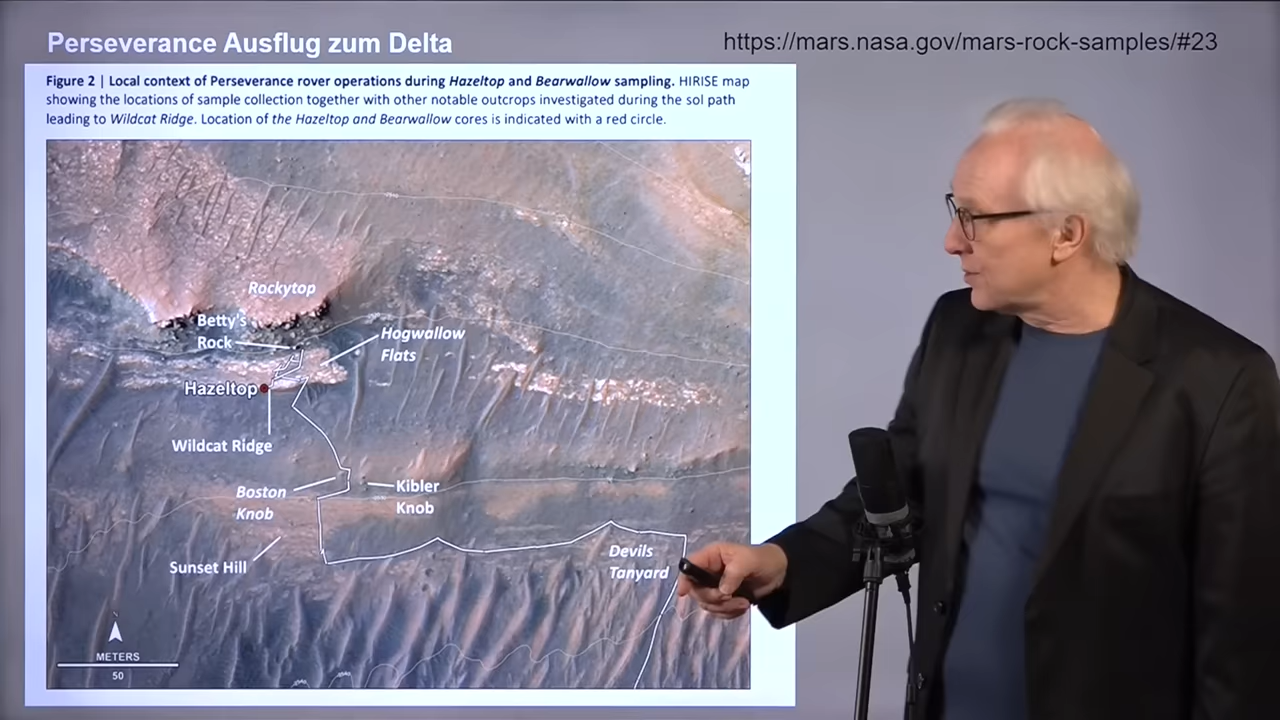 Perseverance Ausflug zum Delta
https://mars.nasa.gov/mars-rock-samples/#23
Figure 2 | Local context of Perseverance rover operations during Hazeltop and Bearwallow sampling. HIRISE map
showing the locations of sample collection together with other notable outcrops investigated during the sol path
leading to Wildcat Ridge. Location of the Hazeltop and Bearwallow cores is indicated with a red circle.
Rockytop
Betty's
Rock
Hogwallow
Flats
Hazeltop
Wildcat Ridge
Boston
Knob
Kibler
Knob
Sunset Hill
Devils
Tanyard
N
METERS
50